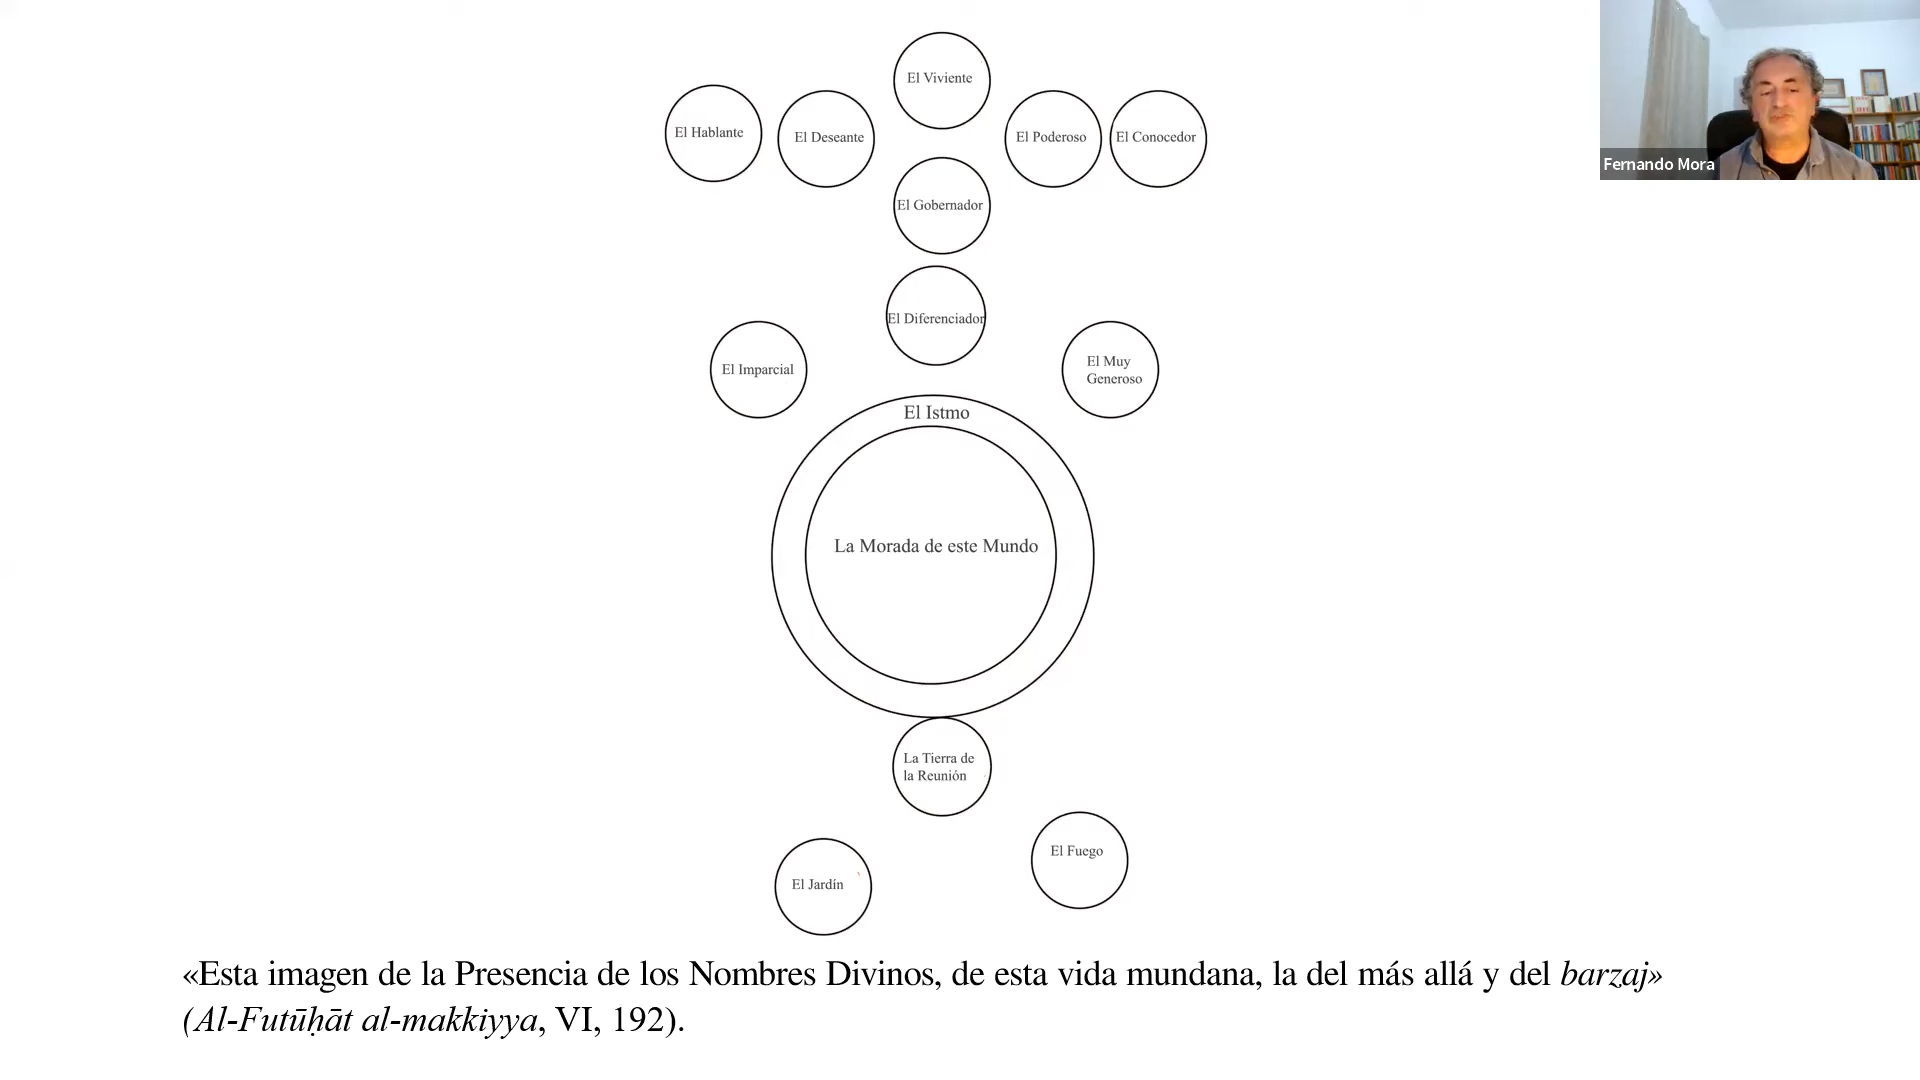 El Viviente
El Hablante
El Deseante
El Poderoso
El Conocedor
El Gobernador
El Diferenciador
El Imparcial
El Muy
Generoso
El Istmo
La Morada de este Mundo
La Tierra de
la Reunión
El Fuego
El Jardín
«Esta imagen de la Presencia de los Nombres Divinos, de esta vida mundana, la del más allá y del barzaj»
(Al-Futūḥāt al-makkiyya, VI, 192).
Fernando Mora